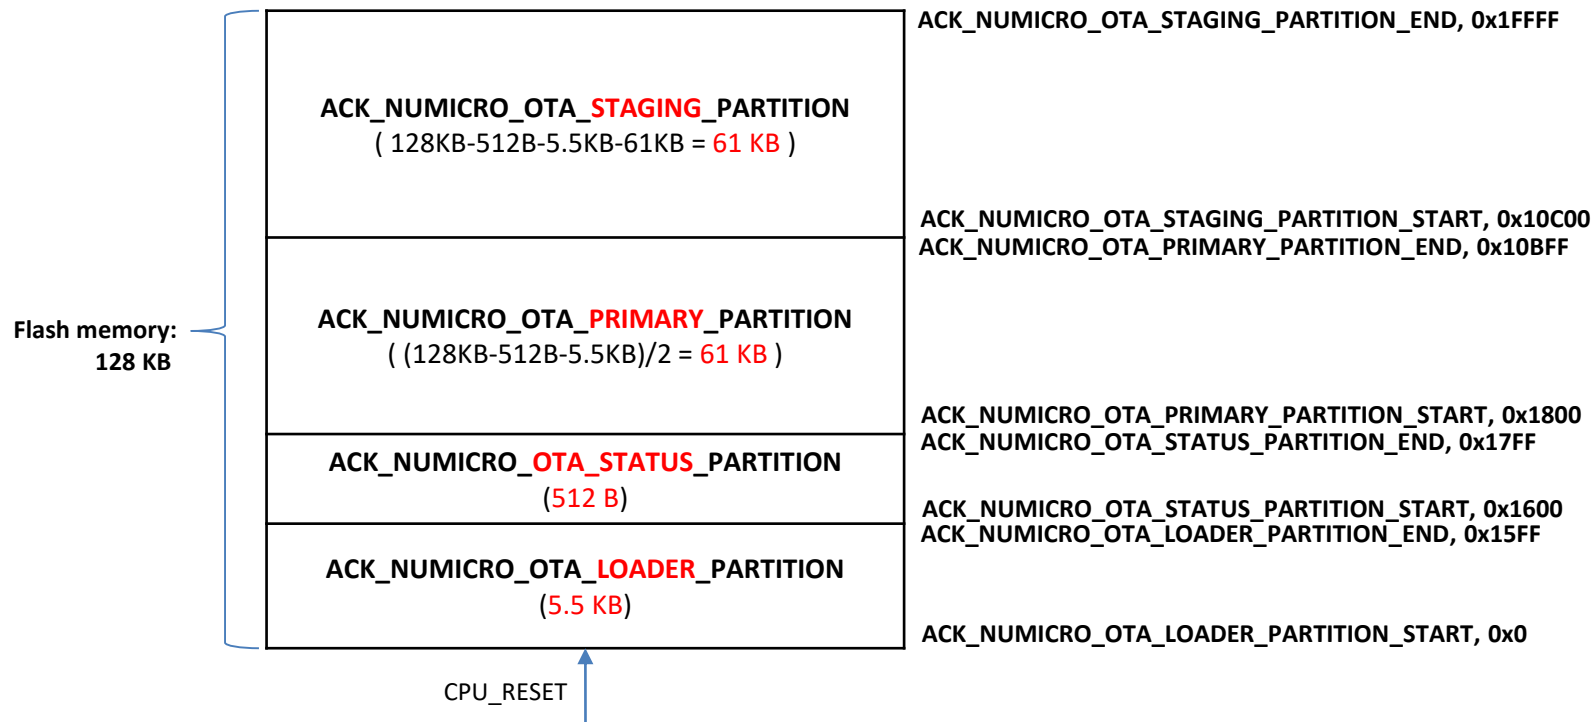 ACK_NUMICRO_OTA_STAGING_PARTITION_END, 0x1FFFF
ACK_NUMICRO_OTA_STAGING_PARTITION
( 128KB-512B-5.5KB-61KB = 61 KB )
ACK_NUMICRO_OTA_STAGING_PARTITION_START, 0x10C00
ACK_NUMICRO_OTA_PRIMARY_PARTITION_END, 0x10BFF
Flash memory:
128 KB
ACK_NUMICRO_OTA_PRIMARY_PARTITION
( (128KB-512B-5.5KB)/2 = 61 KB )
ACK_NUMICRO_OTA_PRIMARY_PARTITION_START, 0x1800
ACK_NUMICRO_OTA_STATUS_PARTITION_END, 0x17FF
ACK_NUMICRO_OTA_STATUS_PARTITION
(512 B)
ACK_NUMICRO_OTA_STATUS_PARTITION_START, 0x1600
ACK_NUMICRO_OTA_LOADER_PARTITION_END, 0x15FF
ACK_NUMICRO_OTA_LOADER_PARTITION
(5.5 KB)
ACK_NUMICRO_OTA_LOADER_PARTITION_START, 0x0
CPU_RESET